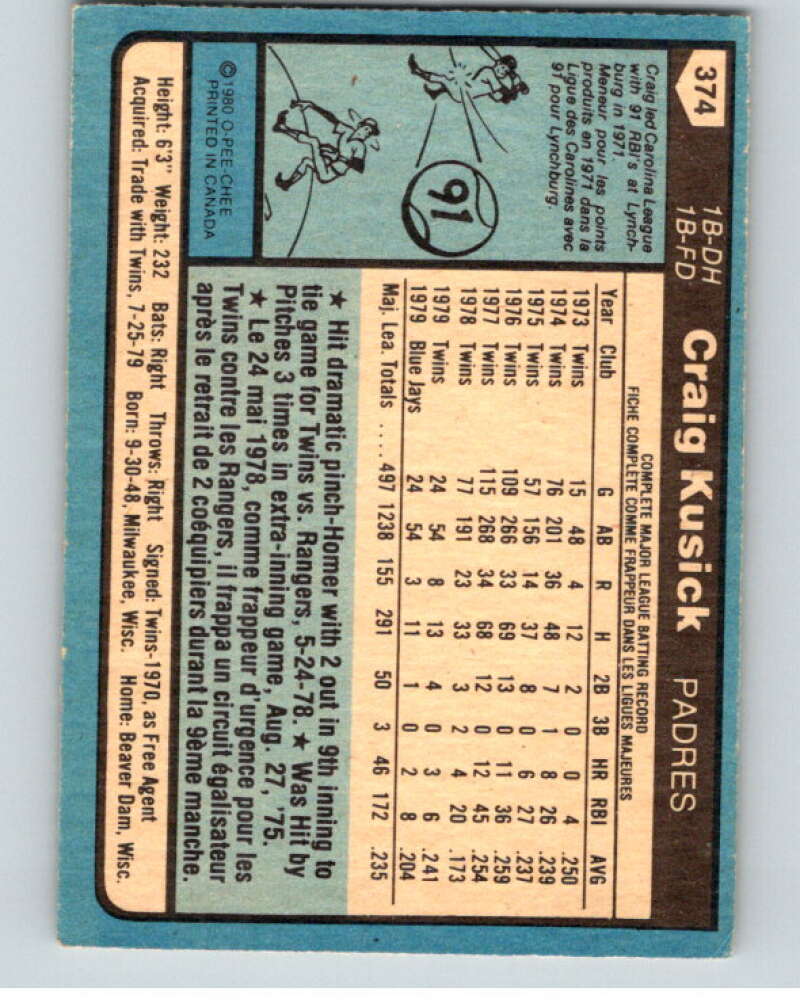 374
1B-DH
1B-FD
Craig Kusick
PADRES
Craig led Carolina League
with 91 RBI's at Lynch-
burg in 1971.
Meneur pour les points
produits en 1971 dans la
Ligue des Carolines avec
91 pour Lynchburg.
91
©1980 O-PEE-CHEE
PRINTED IN CANADA
COMPLETE MAJOR LEAGUE BATTING RECORD
FICHE COMPLETE COMME FRAPPEUR DANS LES LIGUES MAJEURES
Year Club G AB R H 2B 3B HR RBI AVG
1973 Twins 15 48 4 12 2 0 0 4 .250
1974 Twins 76 201 36 48 7 1 8 26 .239
1975 Twins 57 156 14 37 8 0 6 27 .237
1976 Twins 109 266 33 69 13 0 11 36 .259
1977 Twins 115 268 34 68 12 0 12 45 .254
1978 Twins 77 191 23 33 3 2 4 20 .173
1979 Twins 24 54 8 13 4 0 3 6 .241
1979 Blue Jays 24 54 3 11 1 0 2 8 .204
Maj. Lea. Totals .... 497 1238 155 291 50 3 46 172 .235
★ Hit dramatic pinch-Homer with 2 out in 9th inning to
tie game for Twins vs. Rangers, 5-24-78. ★ Was Hit by
Pitches 3 times in extra-inning game, Aug. 27, '75.
★ Le 24 mai 1978, comme frappeur d'urgence pour les
Twins contre les Rangers, il frappa un circuit égalisateur
après le retrait de 2 coéquipiers durant la 9ème manche.
Height: 6'3" Weight: 232 Bats: Right Throws: Right Signed: Twins-1970, as Free Agent
Acquired: Trade with Twins, 7-25-79 Born: 9-30-48, Milwaukee, Wisc. Home: Beaver Dam, Wisc.